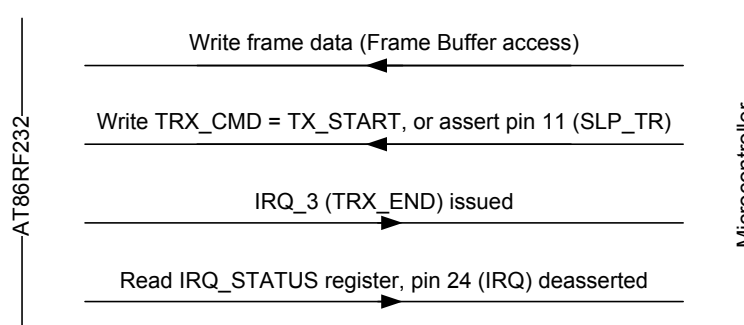 Write frame data (Frame Buffer access)
Write TRX_CMD = TX_START, or assert pin 11 (SLP_TR)
AT86RF232
IRQ_3 (TRX_END) issued
Read IRQ_STATUS register, pin 24 (IRQ) deasserted
Microcontroller